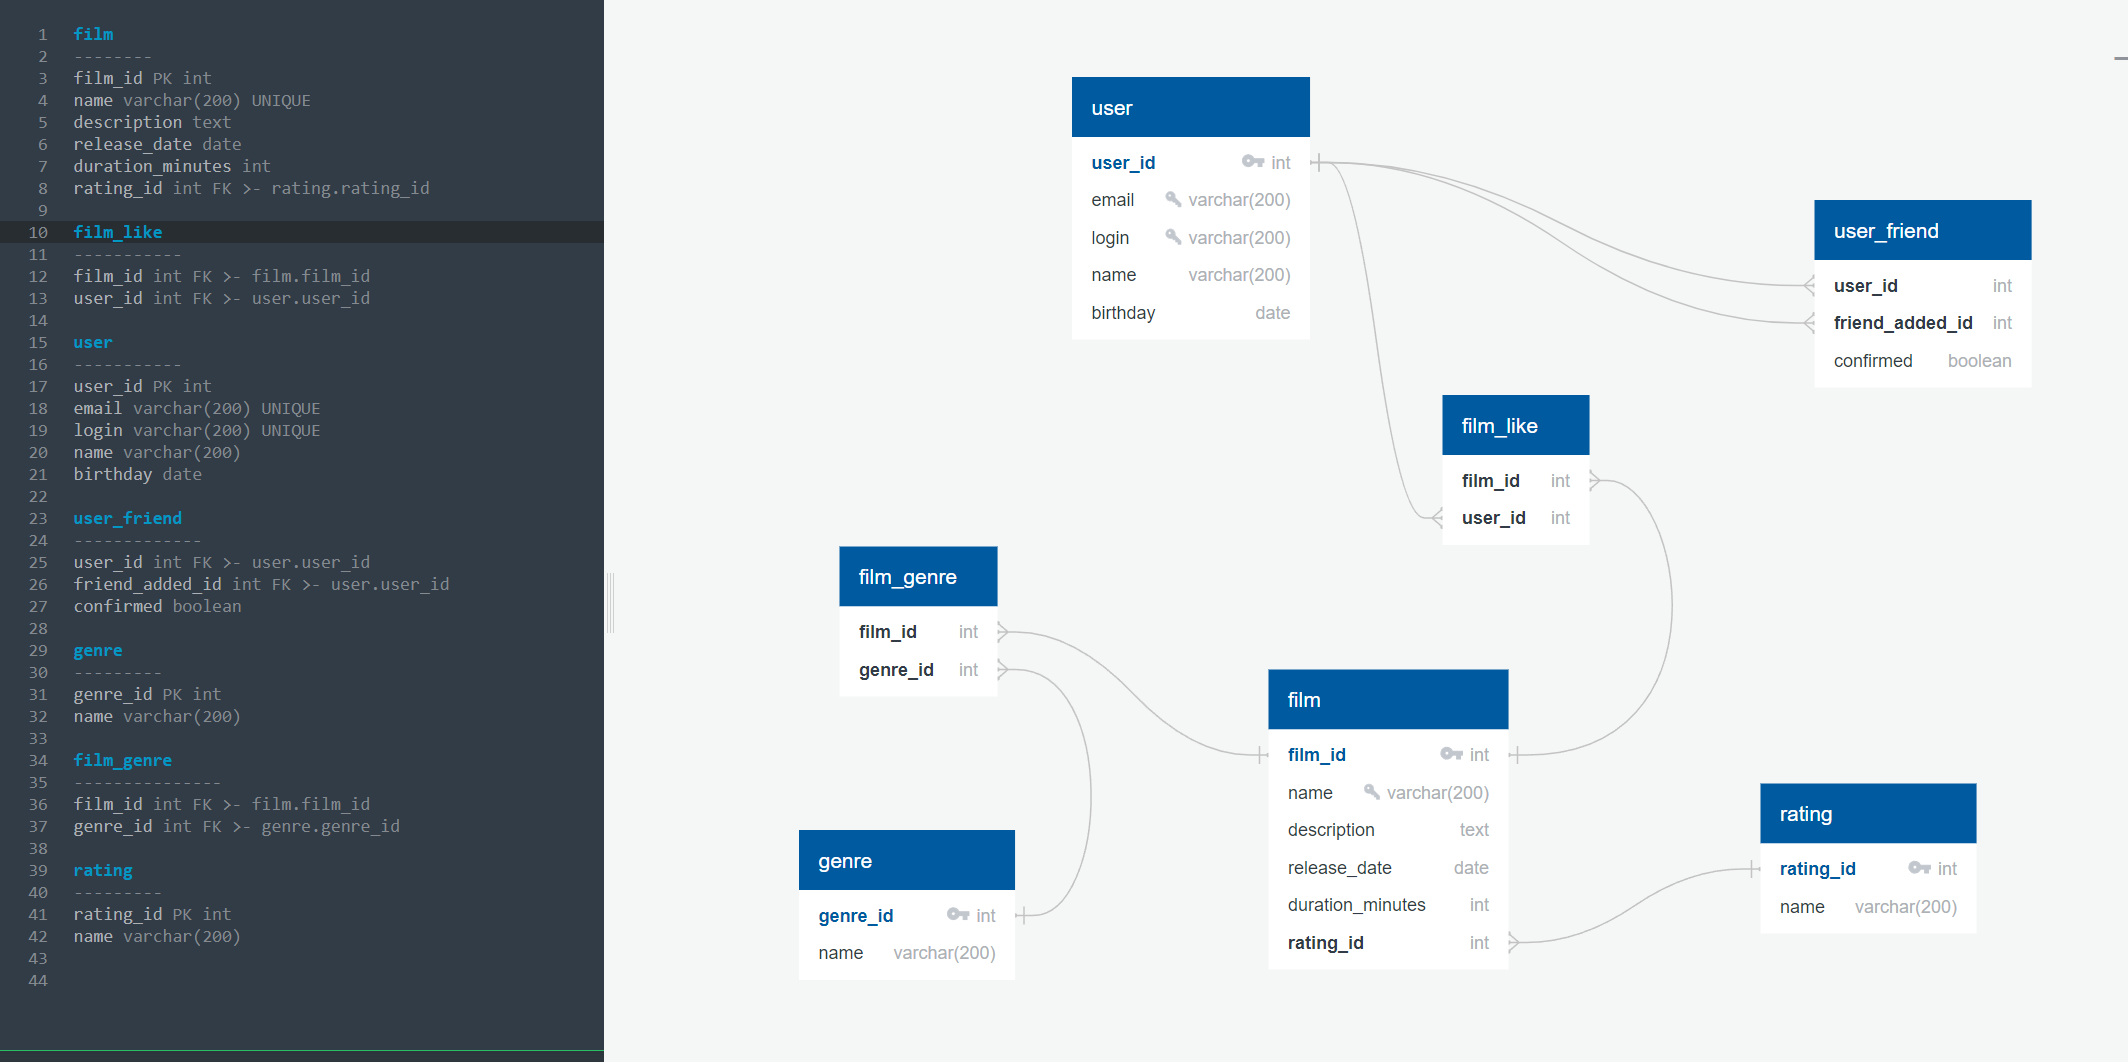 1 film
2 --------
3 film_id PK int
4 name varchar(200) UNIQUE
5 description text
6 release_date date
7 duration_minutes int
8 rating_id int FK >- rating.rating_id
9
10 film_like
11 -----------
12 film_id int FK >- film.film_id
13 user_id int FK >- user.user_id
14
15 user
16 -----------
17 user_id PK int
18 email varchar(200) UNIQUE
19 login varchar(200) UNIQUE
20 name varchar(200)
21 birthday date
22
23 user_friend
24 -------------
25 user_id int FK >- user.user_id
26 friend_added_id int FK >- user.user_id
27 confirmed boolean
28
29 genre
30 ---------
31 genre_id PK int
32 name varchar(200)
33
34 film_genre
35 ---------------
36 film_id int FK >- film.film_id
37 genre_id int FK >- genre.genre_id
38
39 rating
40 ---------
41 rating_id PK int
42 name varchar(200)
43
44
user
user_id int
email varchar(200)
login varchar(200)
name varchar(200)
birthday date
user_friend
user_id int
friend_added_id int
confirmed boolean
film_like
film_id int
user_id int
film_genre
film_id int
genre_id int
film
film_id int
name varchar(200)
description text
release_date date
duration_minutes int
rating_id int
rating
rating_id int
name varchar(200)
genre
genre_id int
name varchar(200)